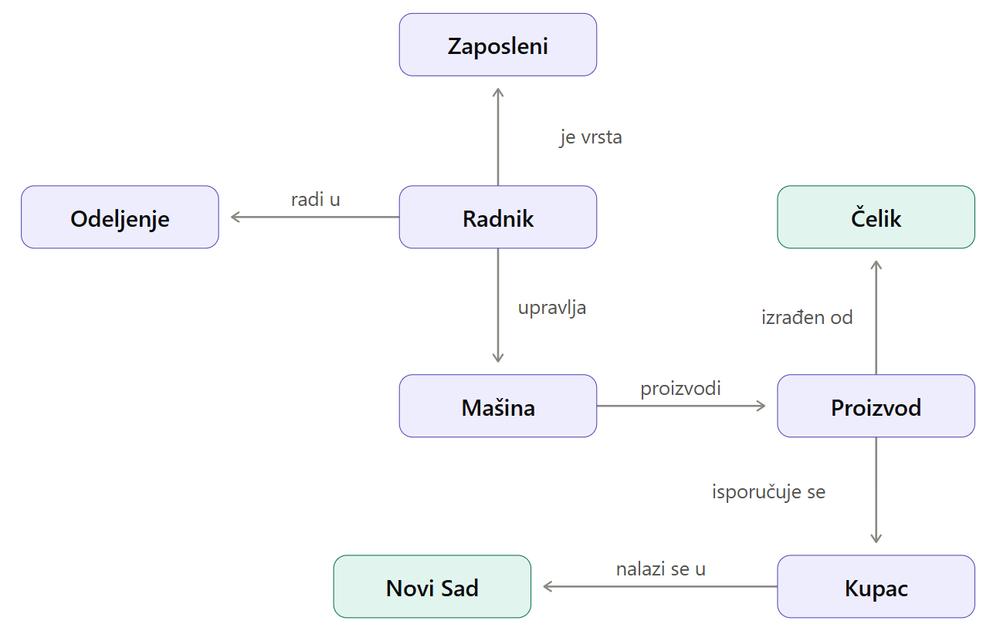 Zaposleni
je vrsta
radi u
Odeljenje
Radnik
Čelik
upravlja
izrađen od
proizvodi
Mašina
Proizvod
isporučuje se
nalazi se u
Novi Sad
Kupac